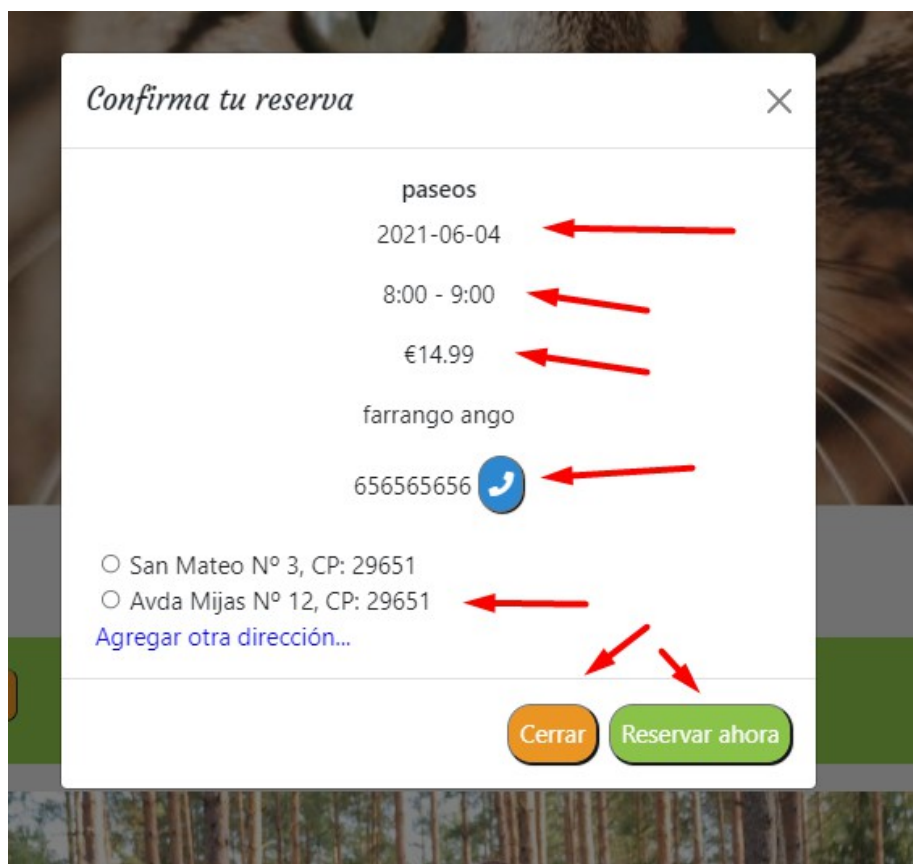 Confirma tu reserva
paseos
2021-06-04
8:00 - 9:00
€14.99
farrango ango
656565656
San Mateo Nº 3, CP: 29651
Avda Mijas Nº 12, CP: 29651
Agregar otra dirección...
Cerrar Reservar ahora